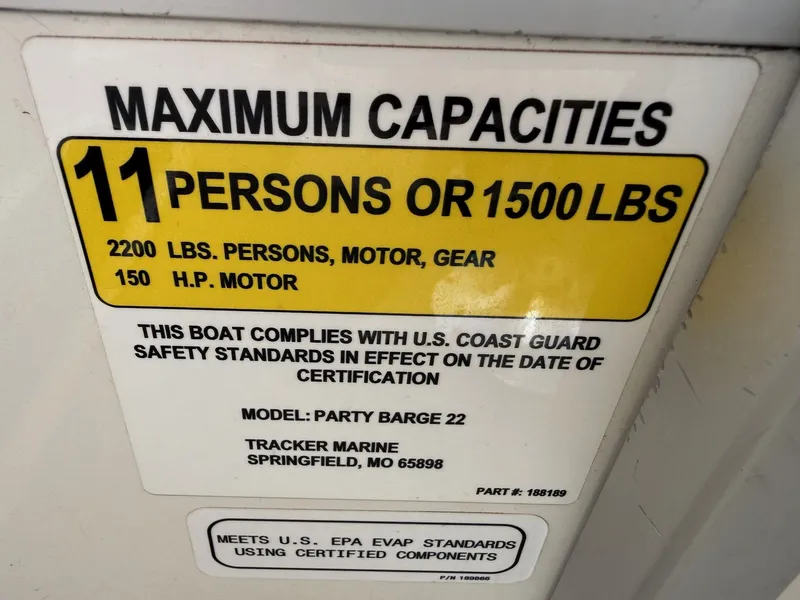 MAXIMUM CAPACITIES
11 PERSONS OR 1500 LBS
2200 LBS. PERSONS, MOTOR, GEAR
150 H.P. MOTOR
THIS BOAT COMPLIES WITH U.S. COAST GUARD
SAFETY STANDARDS IN EFFECT ON THE DATE OF
CERTIFICATION
MODEL: PARTY BARGE 22
TRACKER MARINE
SPRINGFIELD, MO 65898
PART #: 188189
MEETS U.S. EPA EVAP STANDARDS
USING CERTIFIED COMPONENTS
P/N